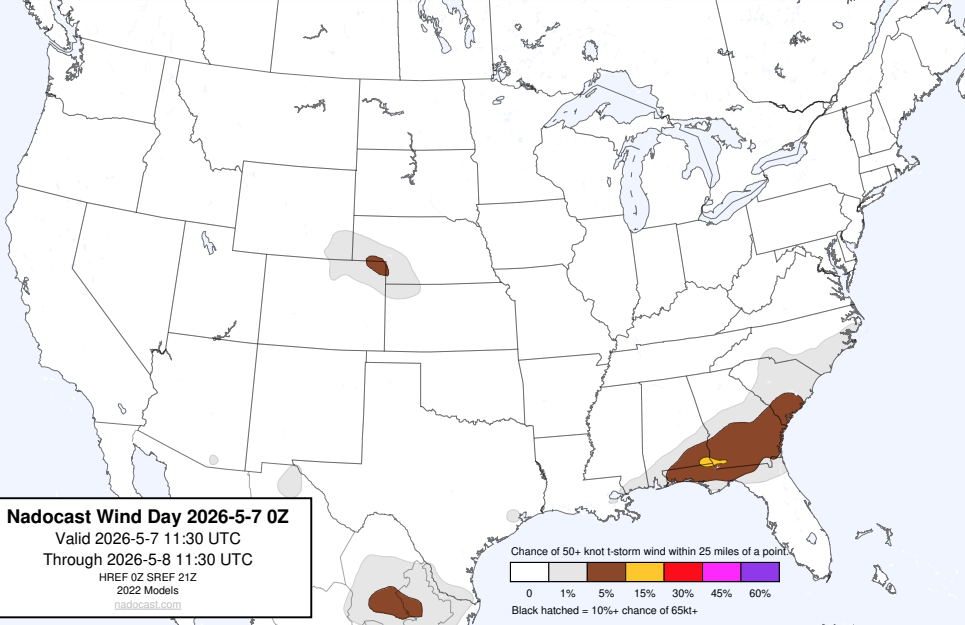 Nadocast Wind Day 2026-5-7 0Z
Valid 2026-5-7 11:30 UTC
Through 2026-5-8 11:30 UTC
HREF 0Z SREF 21Z
2022 Models
nadocast.com
Chance of 50+ knot t-storm wind within 25 miles of a point.
0 1% 5% 15% 30% 45% 60%
Black hatched = 10%+ chance of 65kt+